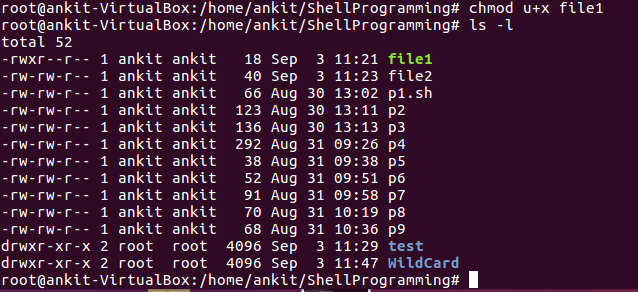 root@ankit-VirtualBox:/home/ankit/ShellProgramming# chmod u+x file1
root@ankit-VirtualBox:/home/ankit/ShellProgramming# ls -l
total 52
-rwxr--r-- 1 ankit ankit   18 Sep  3 11:21 file1
-rw-rw-r-- 1 ankit ankit   40 Sep  3 11:23 file2
-rw-rw-r-- 1 ankit ankit   66 Aug 30 13:02 p1.sh
-rw-rw-r-- 1 ankit ankit  123 Aug 30 13:11 p2
-rw-rw-r-- 1 ankit ankit  136 Aug 30 13:13 p3
-rw-rw-r-- 1 ankit ankit  292 Aug 31 09:26 p4
-rw-rw-r-- 1 ankit ankit   38 Aug 31 09:38 p5
-rw-rw-r-- 1 ankit ankit   52 Aug 31 09:51 p6
-rw-rw-r-- 1 ankit ankit   91 Aug 31 09:58 p7
-rw-rw-r-- 1 ankit ankit   70 Aug 31 10:19 p8
-rw-rw-r-- 1 ankit ankit   68 Aug 31 10:36 p9
drwxr-xr-x 2 root  root  4096 Sep  3 11:29 test
drwxr-xr-x 2 root  root  4096 Sep  3 11:47 WildCard
root@ankit-VirtualBox:/home/ankit/ShellProgramming#